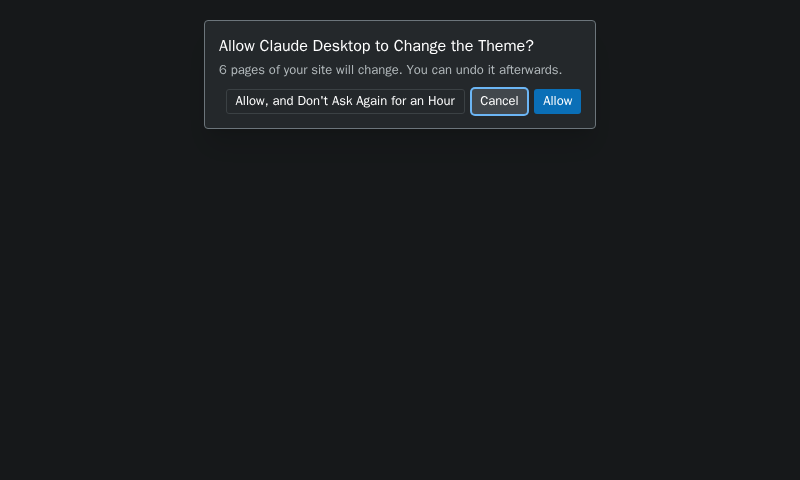 Allow Claude Desktop to Change the Theme?
6 pages of your site will change. You can undo it afterwards.
Allow, and Don't Ask Again for an Hour Cancel Allow